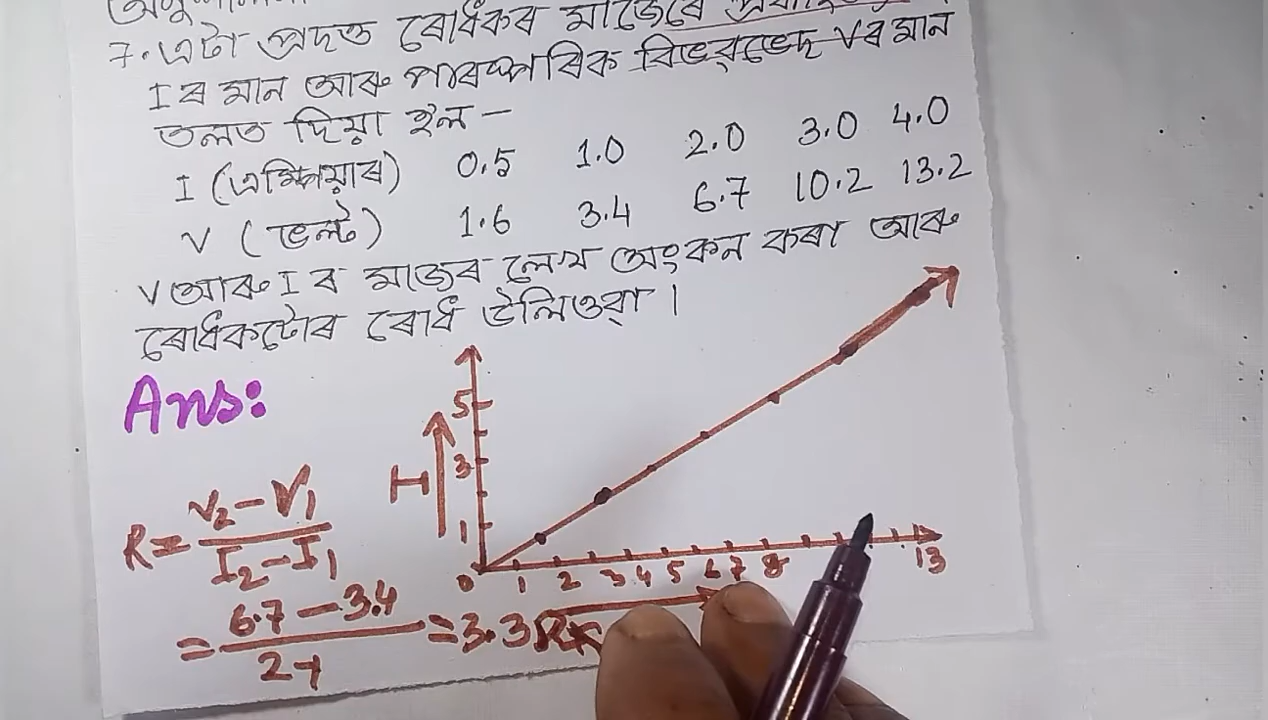 7. এটা প্ৰদত্ত ৰোধকৰ মাজেৰে
I ৰ মান আৰু পাৰস্পৰিক বিভৱভেদ V ৰ মান
তলত দিয়া হ'ল –
I (এম্পিয়াৰ) 0.5 1.0 2.0 3.0 4.0
V (ভল্ট) 1.6 3.4 6.7 10.2 13.2
V আৰু I ৰ মাজৰ লেখ অংকন কৰা আৰু
ৰোধকটোৰ ৰোধ উলিওৱা।
Ans:
5
3
1
I
0 1 2 3 4 5 6 7 8 13
R = V₂ – V₁ / I₂ – I₁
= 6.7 – 3.4 / 2 – 1 = 3.3 Ω